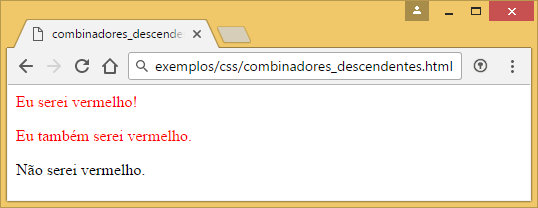 combinadores_descende
exemplos/css/combinadores_descendentes.html
Eu serei vermelho!
Eu também serei vermelho.
Não serei vermelho.